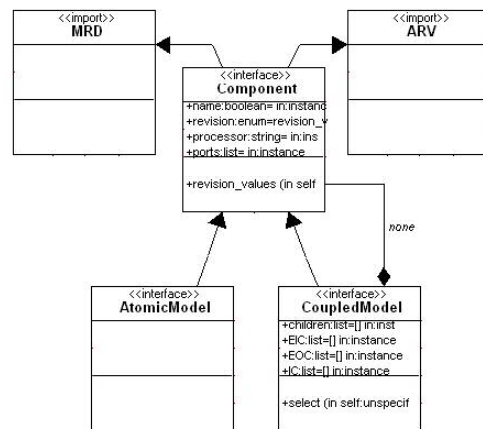 <<import>>
MRD
<<import>>
ARV
<<interface>>
Component
+name:boolean= in:instanc
+revision:enum=revision_v
+processor:string= in:ins
+ports:list= in:instance
+revision_values (in self
none
<<interface>>
AtomicModel
<<interface>>
CoupledModel
+children:list=[] in:inst
+EIC:list=[] in:instance
+EOC:list=[] in:instance
+IC:list=[] in:instance
+select (in self:unspecif